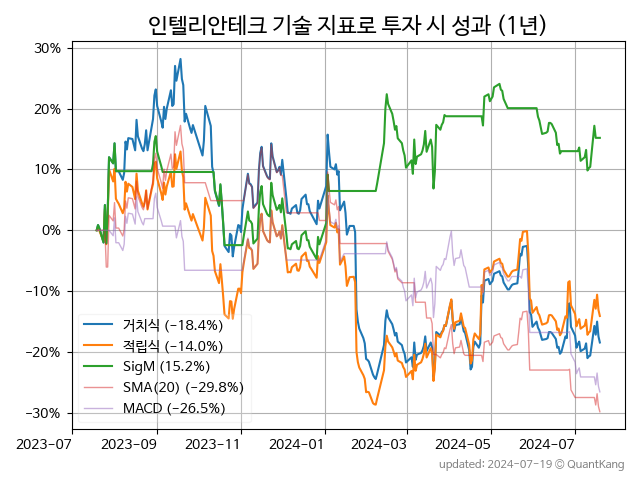 인텔리안테크 기술 지표로 투자 시 성과 (1년)
30%
20%
10%
0%
−10%
−20%
−30%
거치식 (−18.4%)
적립식 (−14.0%)
SigM (15.2%)
SMA(20) (−29.8%)
MACD (−26.5%)
2023-07 2023-09 2023-11 2024-01 2024-03 2024-05 2024-07
updated: 2024-07-19 @ QuantKang